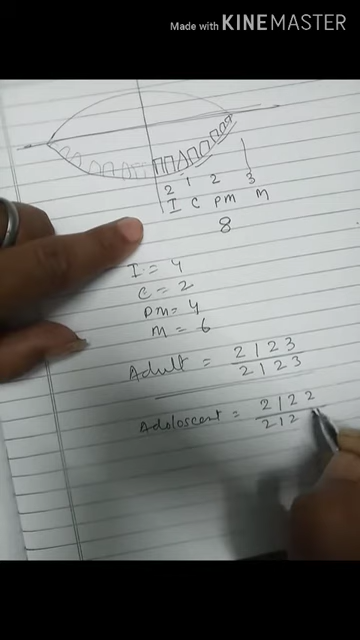 Made with KINEMASTER
2 1 2 3
I C PM M
8
I = 4
C = 2
PM = 4
M = 6
Adult = 2 1 2 3
2 1 2 3
Adoloscent = 2 1 2 2
2 1 2